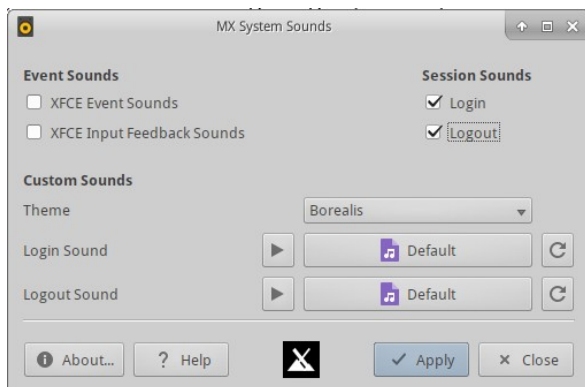 MX System Sounds
Event Sounds
Session Sounds
XFCE Event Sounds
Login
XFCE Input Feedback Sounds
Logout
Custom Sounds
Theme
Borealis
Login Sound
Default
Logout Sound
Default
About...
? Help
Apply
Close